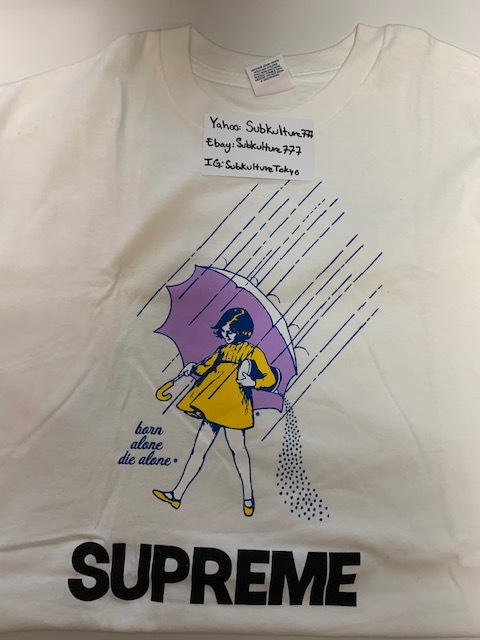 Yahoo: Subkulture777
Ebay: Subkulture777
IG: SubkultureTokyo
born
alone
die alone®
SUPREME